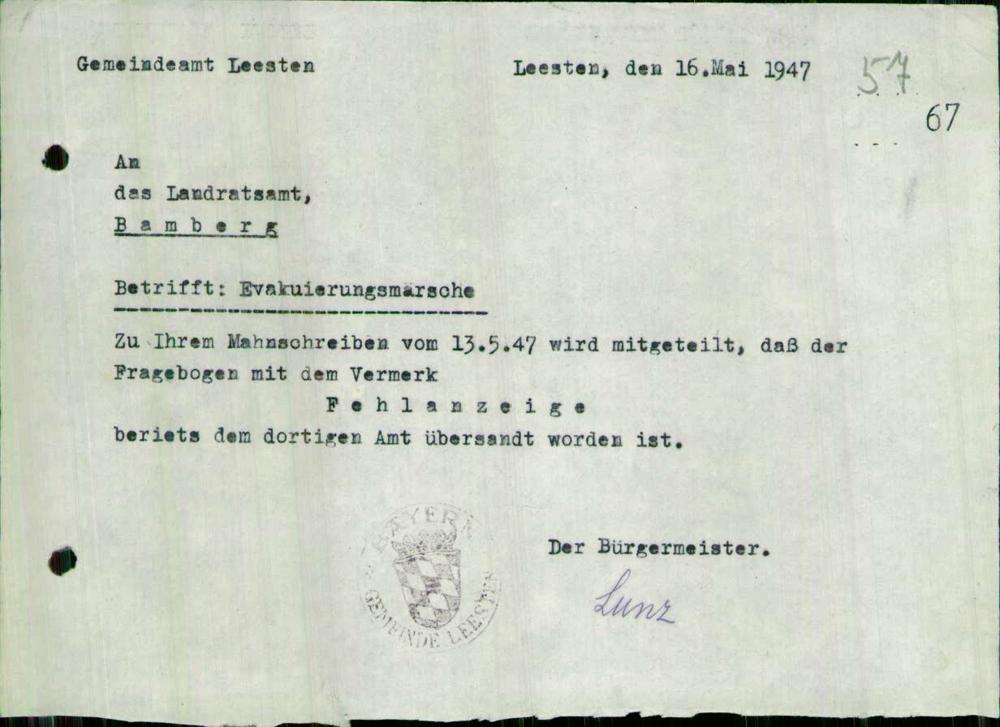 Gemeindeamt Leesten
Leesten, den 16.Mai 1947
57
67
An
das Landratsamt,
Bamberg
Betrifft: Evakuierungsmärsche
Zu Ihrem Mahnschreiben vom 13.5.47 wird mitgeteilt, daß der
Fragebogen mit dem Vermerk
Fehlanzeige
beriets dem dortigen Amt übersandt worden ist.
BAYERN
GEMEINDE LEESTEN
Der Bürgermeister.
Lunz